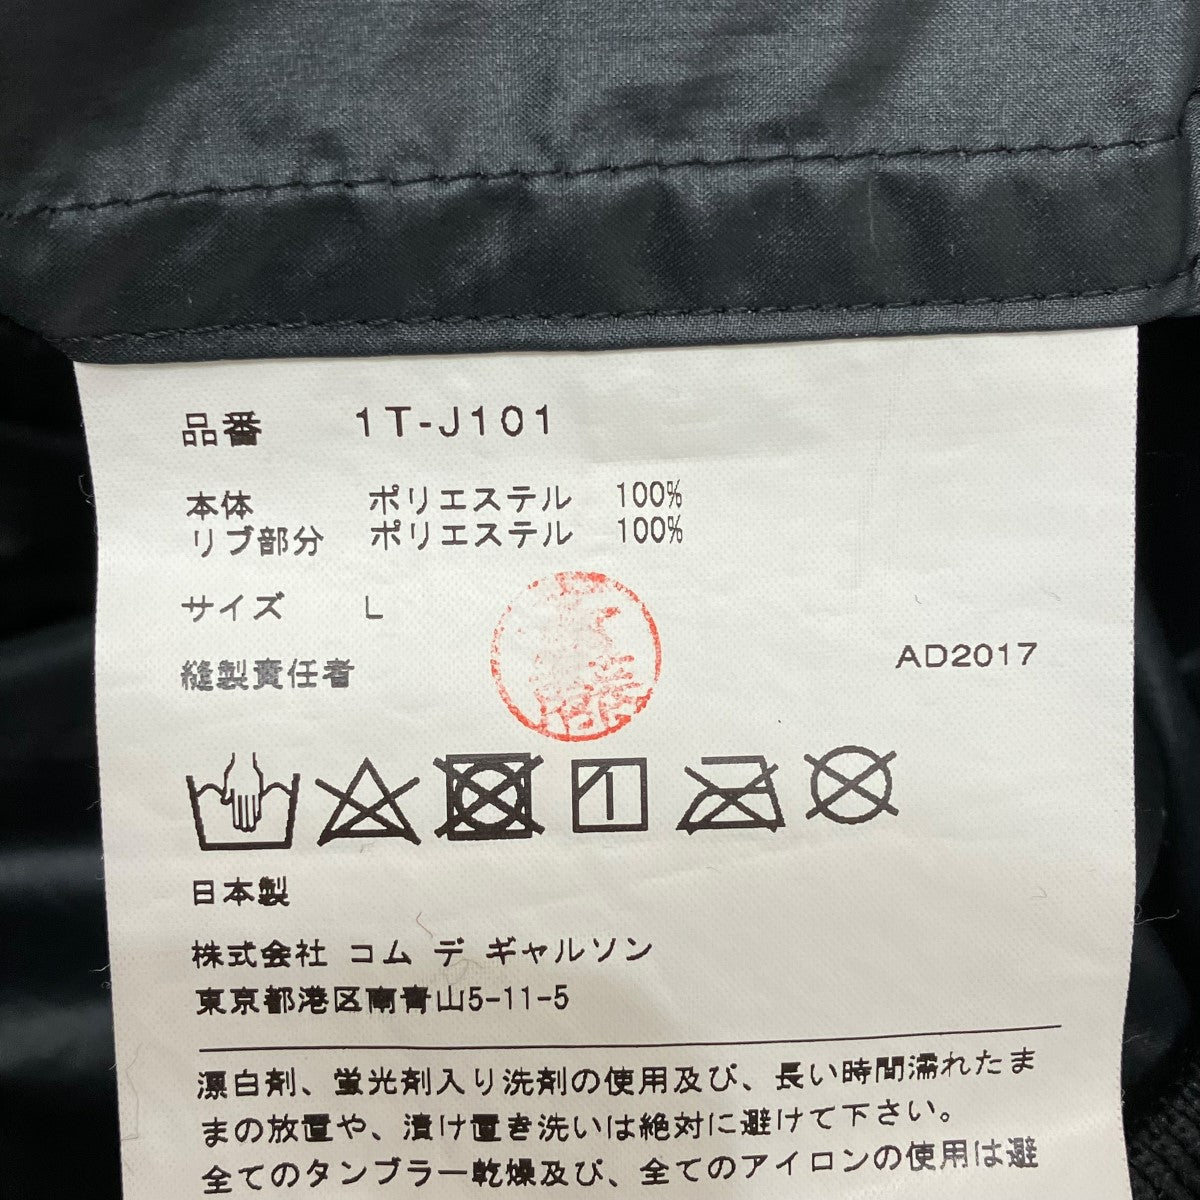 品番 1T-J101
本体 ポリエステル 100%
リブ部分 ポリエステル 100%
サイズ L
縫製責任者
AD2017
日本製
株式会社 コム デ ギャルソン
東京都港区南青山5-11-5
漂白剤、蛍光剤入り洗剤の使用及び、長い時間濡れたま
まの放置や、漬け置き洗いは絶対に避けて下さい。
全てのタンブラー乾燥及び、全てのアイロンの使用は避